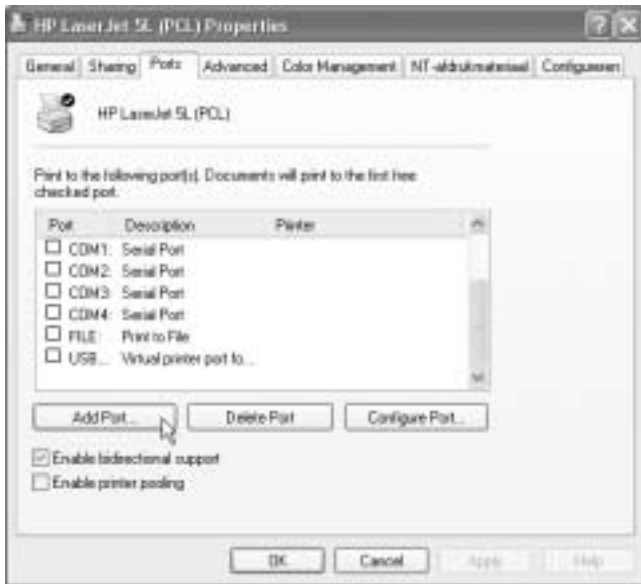 HP LaserJet 5L (PCL) Properties
General Sharing Ports Advanced Color Management NT-afdrukmateriaal Configureren
HP LaserJet 5L (PCL)
Print to the following port(s). Documents will print to the first free
checked port.
Port Description Printer
COM1: Serial Port
COM2: Serial Port
COM3: Serial Port
COM4: Serial Port
FILE: Print to File
USB... Virtual printer port fo...
Add Port... Delete Port Configure Port...
Enable bidirectional support
Enable printer pooling
OK Cancel Apply Help